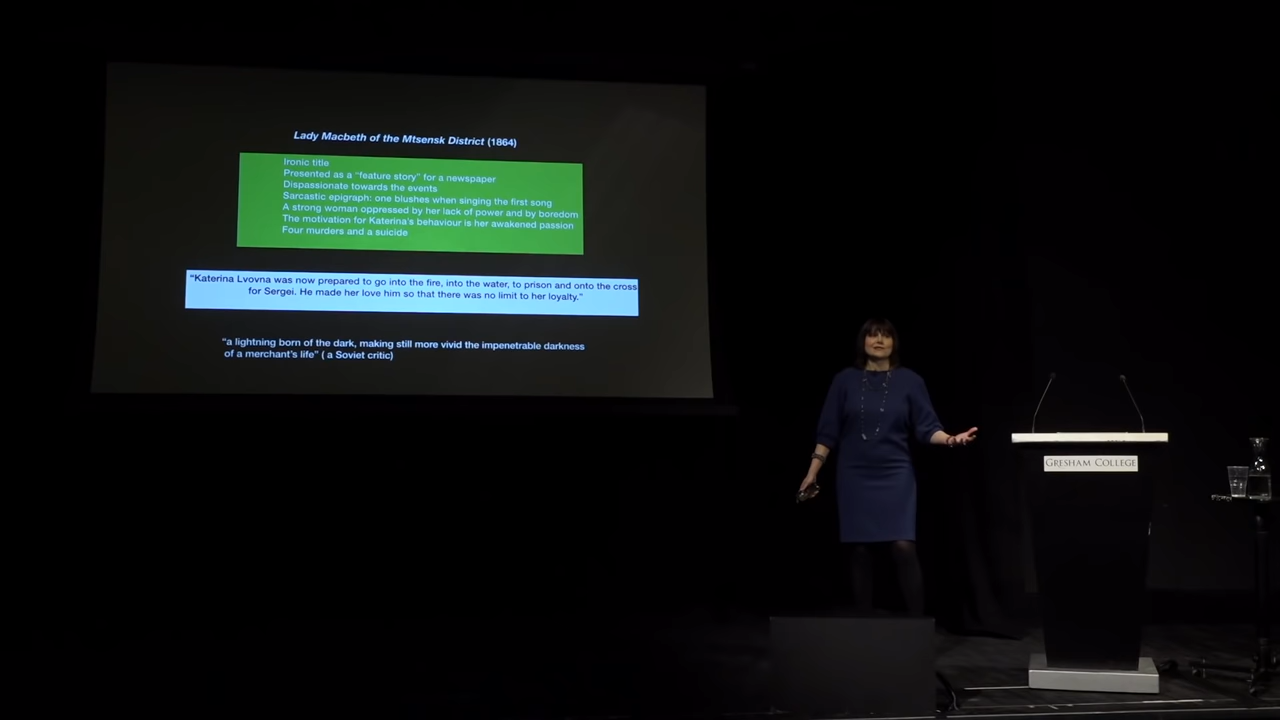 Lady Macbeth of the Mtsensk District (1864)
Ironic title
Presented as a “feature story” for a newspaper
Dispassionate towards the events
Sarcastic epigraph: one blushes when singing the first song
A strong woman oppressed by her lack of power and by boredom
The motivation for Katerina's behaviour is her awakened passion
Four murders and a suicide
“Katerina Lvovna was now prepared to go into the fire, into the water, to prison and onto the cross
for Sergei. He made her love him so that there was no limit to her loyalty.”
“a lightning born of the dark, making still more vivid the impenetrable darkness
of a merchant's life” ( a Soviet critic)
GRESHAM COLLEGE